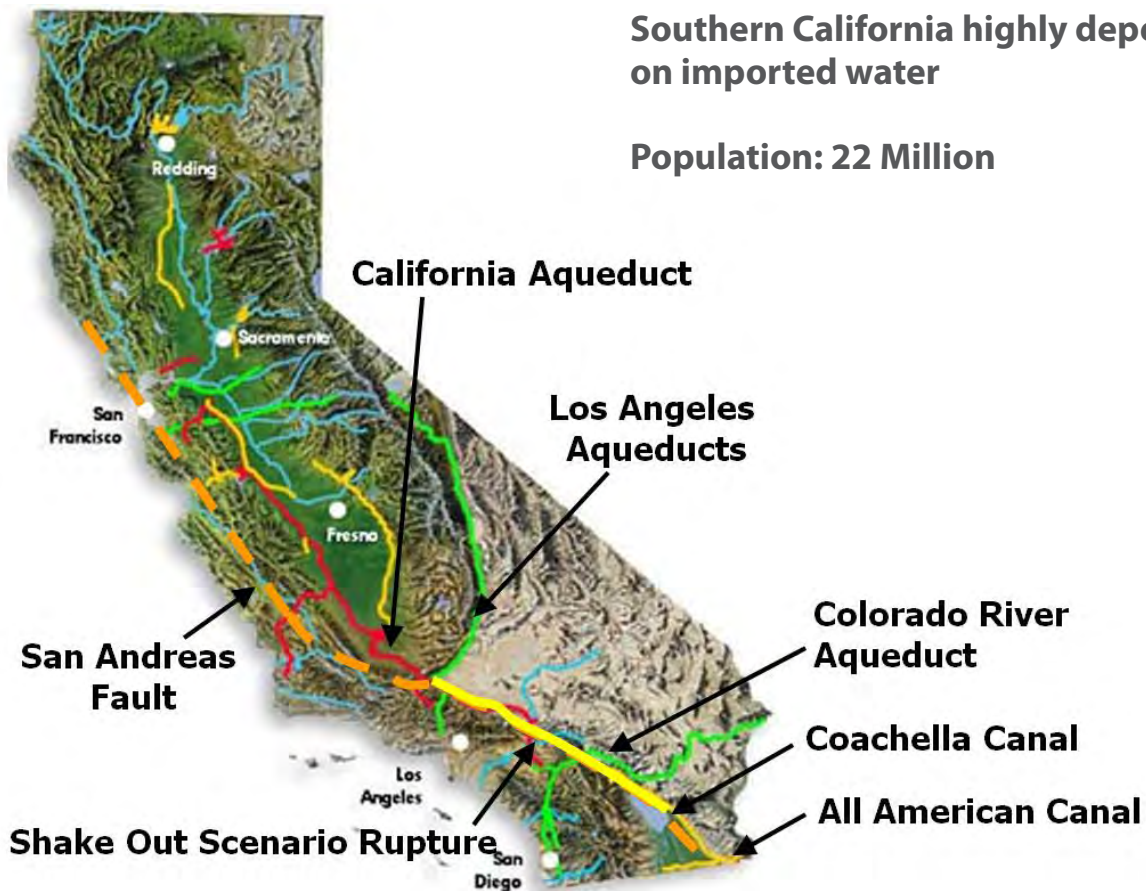 Southern California highly
on imported water
Population: 22 Million
Redding
California Aqueduct
Sacramento
Los Angeles
Aqueducts
San
Francisco
Fresno
Colorado River
Aqueduct
San Andreas
Fault
Coachella Canal
Los
Angeles
All American Canal
Shake Out Scenario Rupture
San
Diego